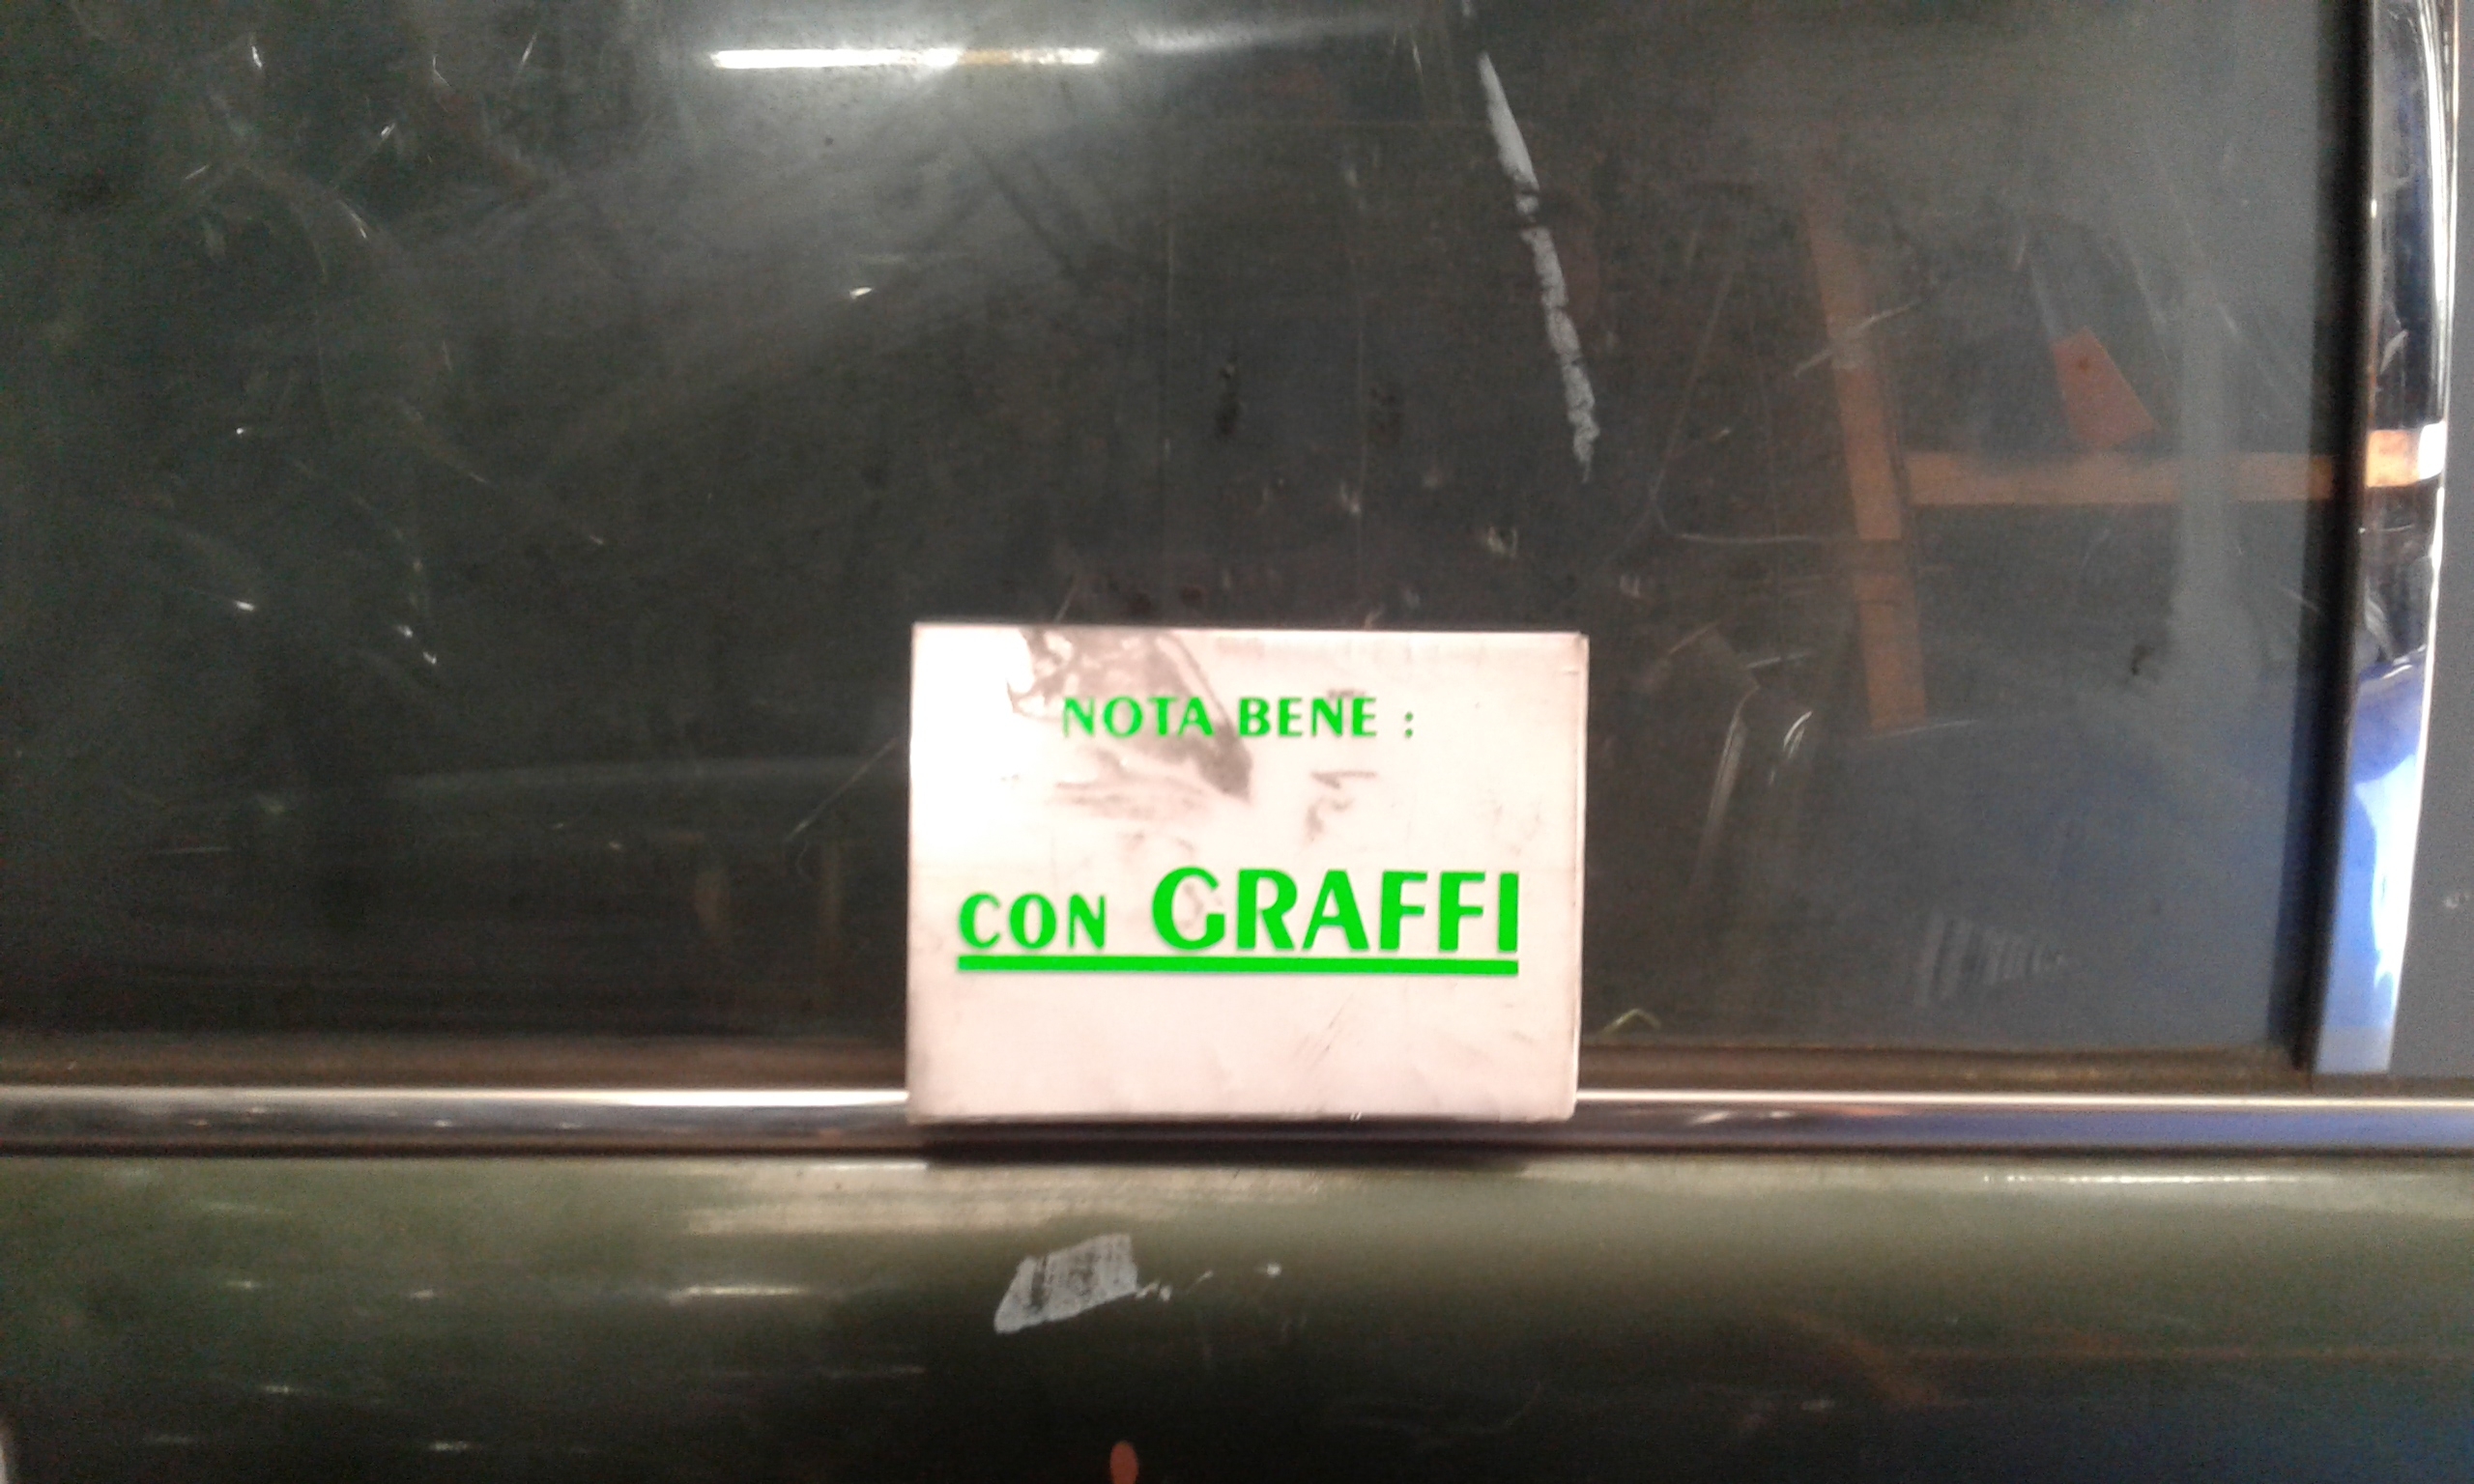 NOTA BENE :
CON GRAFFI